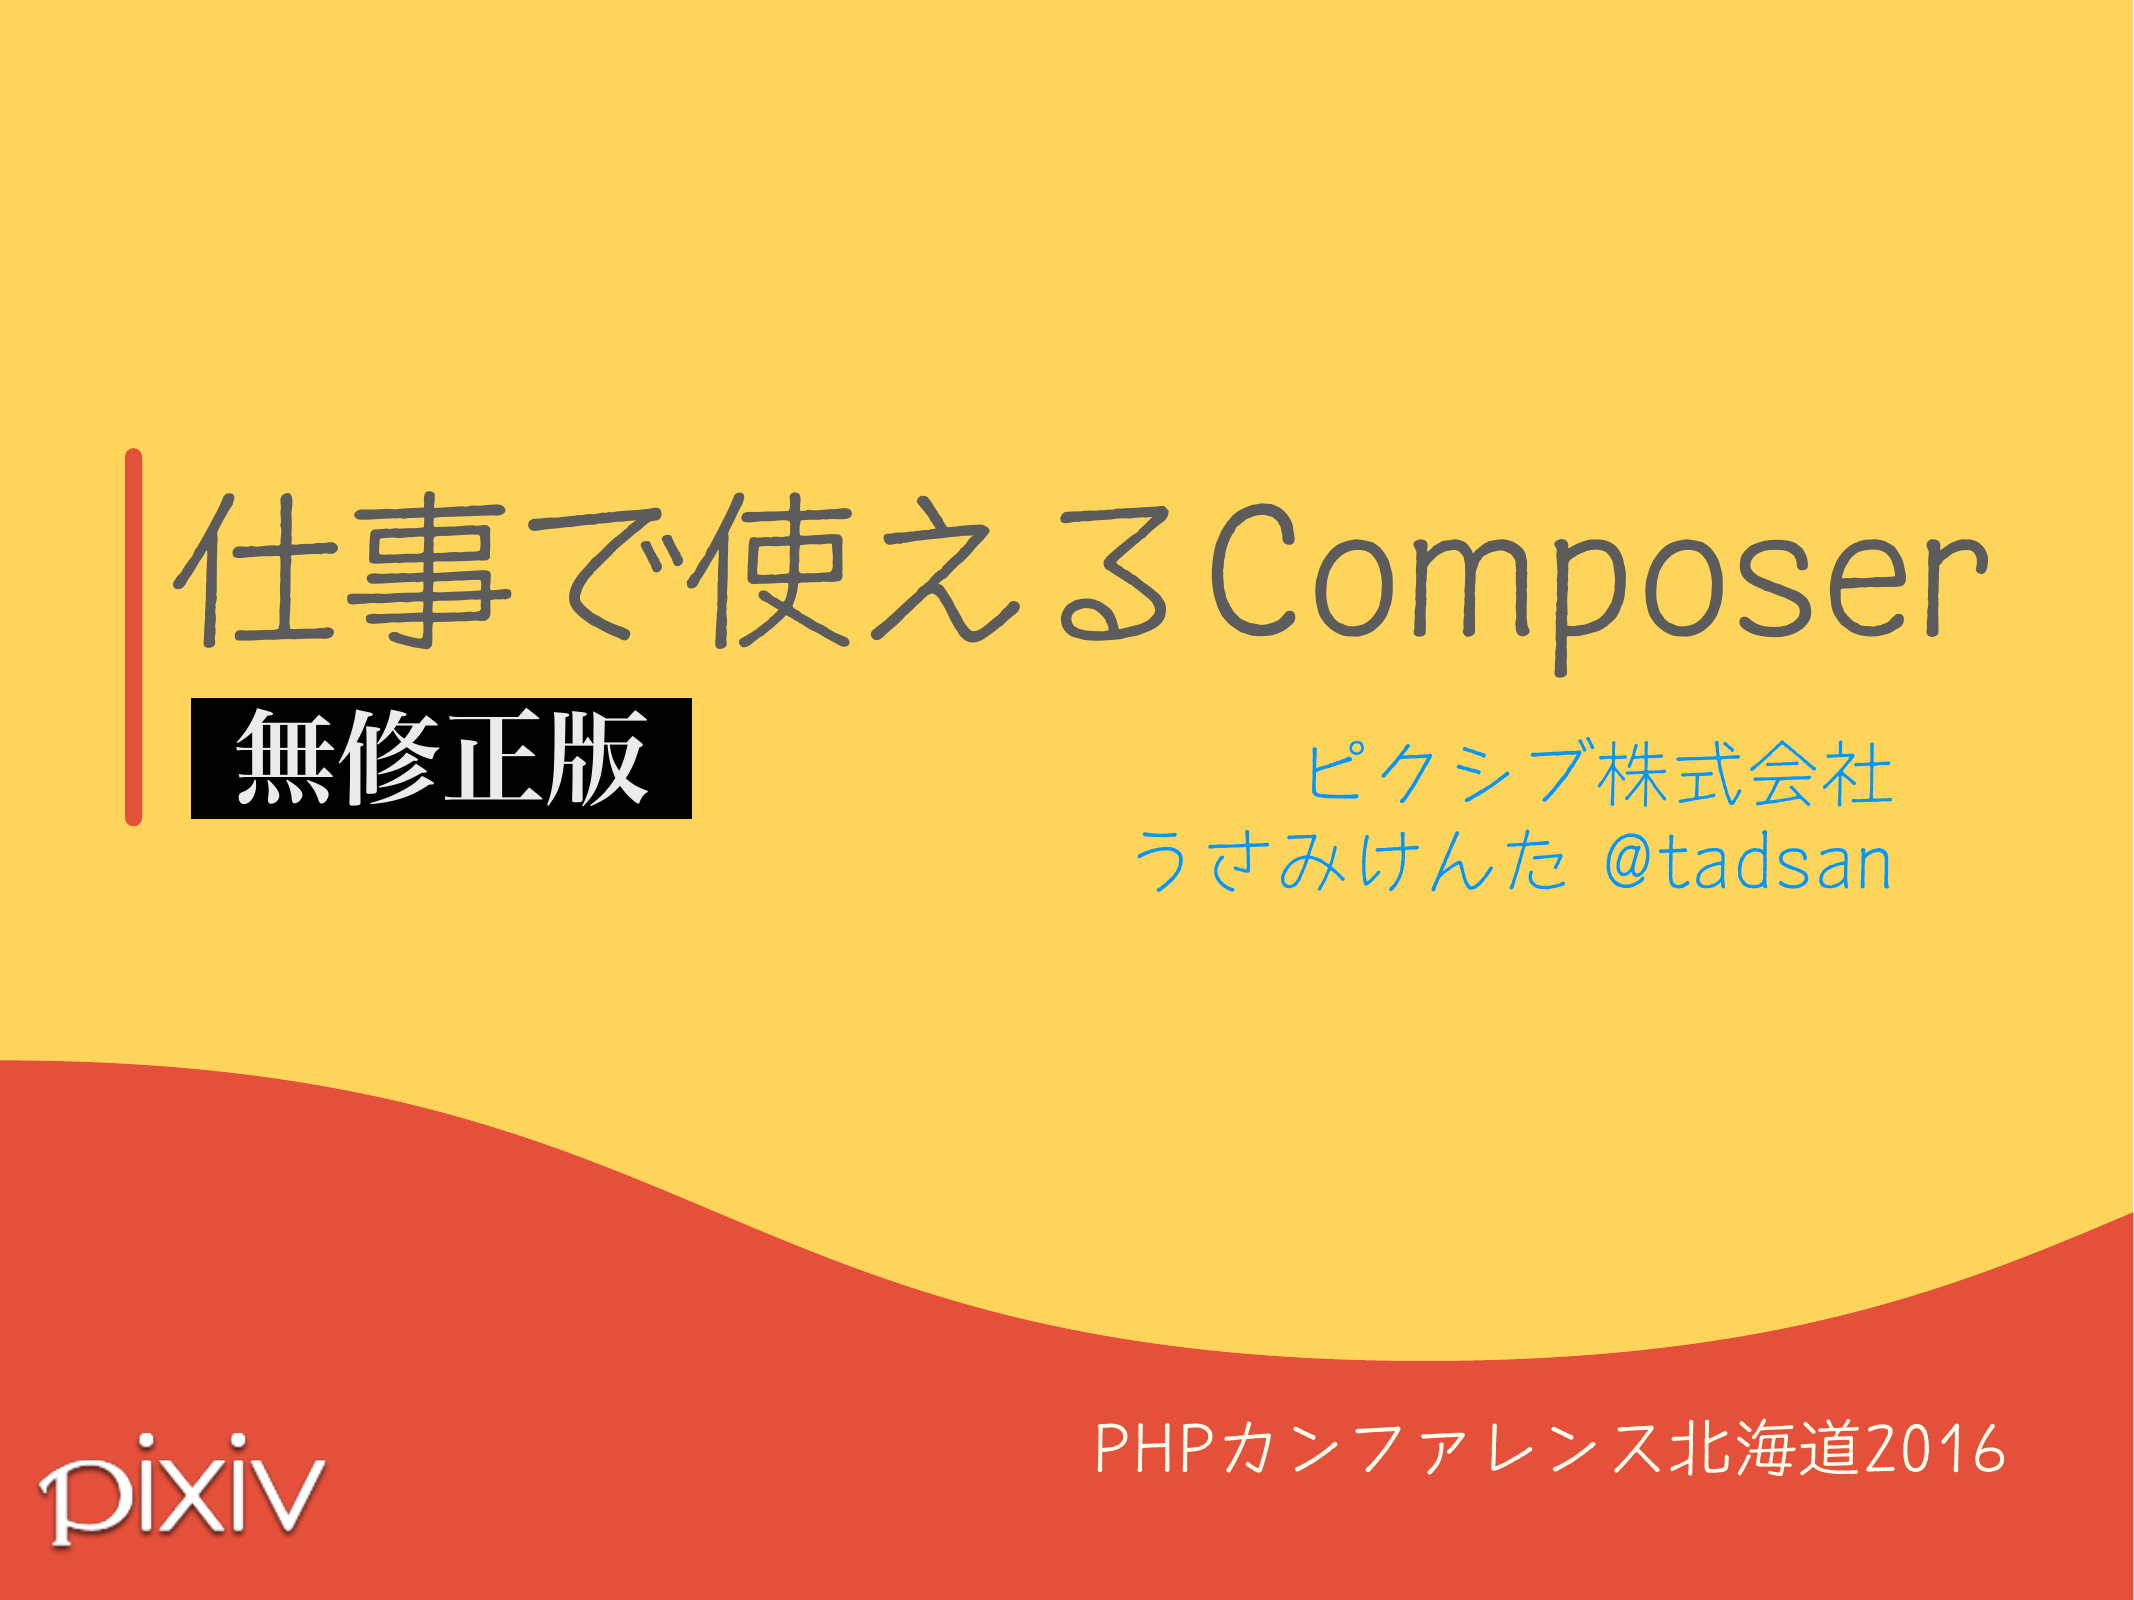 仕事で使えるComposer
無修正版
ピクシブ株式会社
うさみけんた @tadsan
PHPカンファレンス北海道2016
pixiv